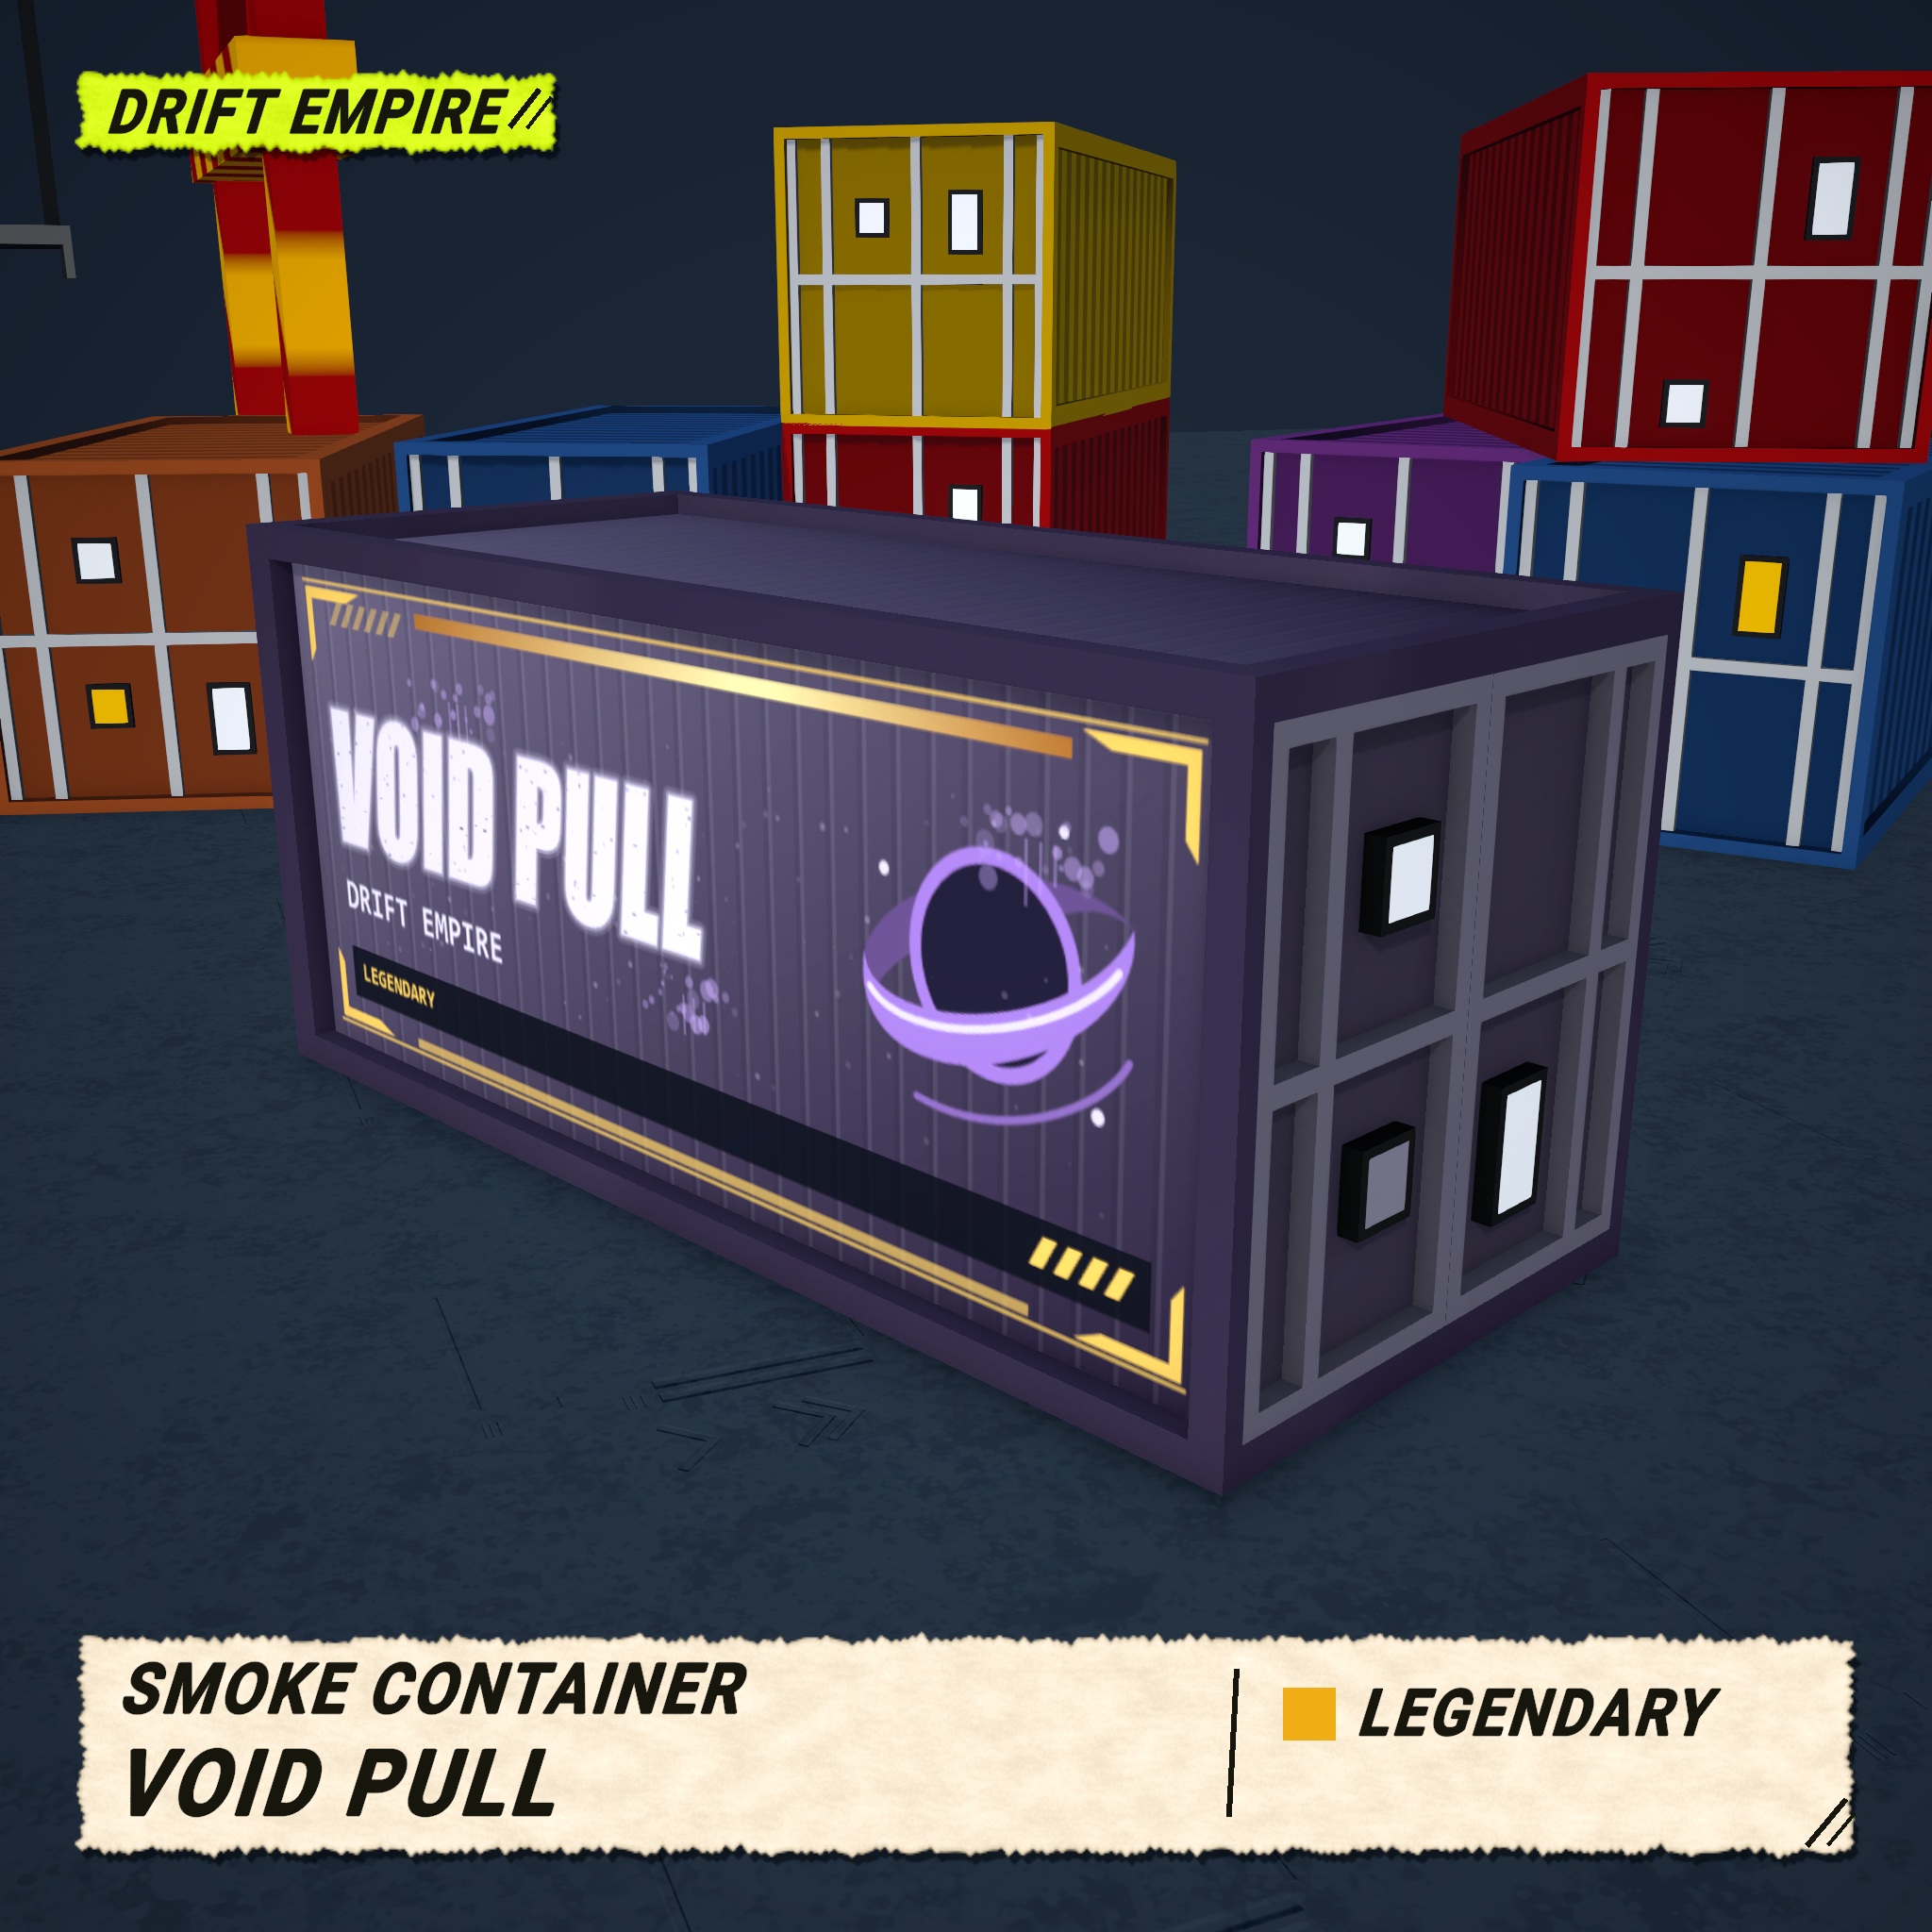 DRIFT EMPIRE//
VOID PULL
DRIFT EMPIRE
LEGENDARY
SMOKE CONTAINER
VOID PULL
LEGENDARY